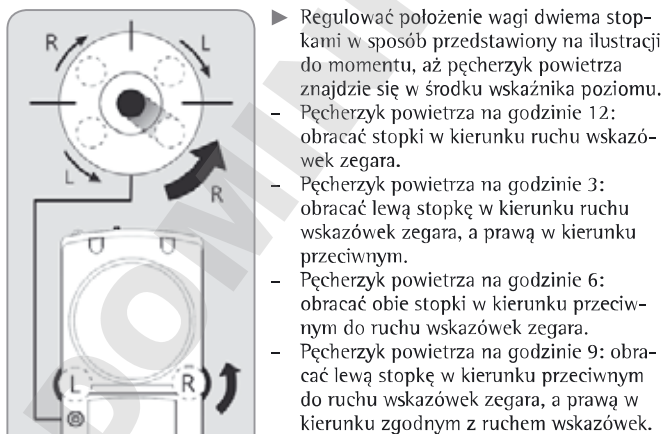 R
L
L
R
L
R
▶ Regulować położenie wagi dwiema stop-
kami w sposób przedstawiony na ilustracji
do momentu, aż pęcherzyk powietrza
znajdzie się w środku wskaźnika poziomu.
– Pęcherzyk powietrza na godzinie 12:
obracać stopki w kierunku ruchu wskazó-
wek zegara.
– Pęcherzyk powietrza na godzinie 3:
obracać lewą stopkę w kierunku ruchu
wskazówek zegara, a prawą w kierunku
przeciwnym.
– Pęcherzyk powietrza na godzinie 6:
obracać obie stopki w kierunku przeciw-
nym do ruchu wskazówek zegara.
– Pęcherzyk powietrza na godzinie 9: obra-
cać lewą stopkę w kierunku przeciwnym
do ruchu wskazówek zegara, a prawą w
kierunku zgodnym z ruchem wskazówek.